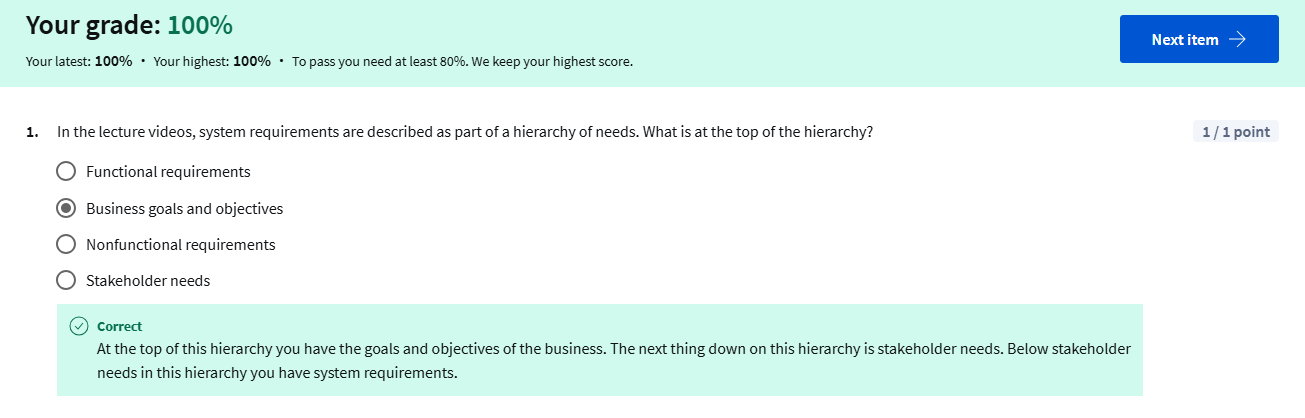 Your grade: 100%
Next item →
Your latest: 100% • Your highest: 100% • To pass you need at least 80%. We keep your highest score.
1. In the lecture videos, system requirements are described as part of a hierarchy of needs. What is at the top of the hierarchy?
1 / 1 point
Functional requirements
Business goals and objectives
Nonfunctional requirements
Stakeholder needs
Correct
At the top of this hierarchy you have the goals and objectives of the business. The next thing down on this hierarchy is stakeholder needs. Below stakeholder
needs in this hierarchy you have system requirements.